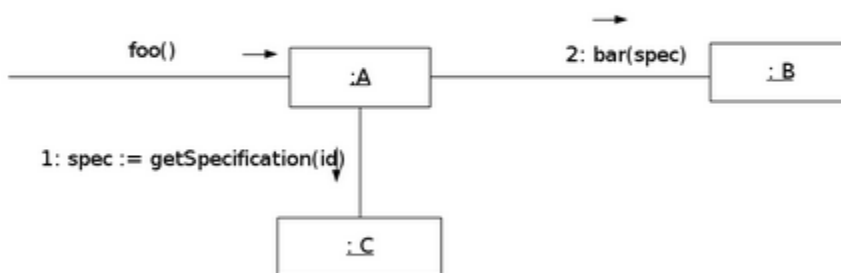 foo()
:A
2: bar(spec)
: B
1: spec := getSpecification(id)
: C